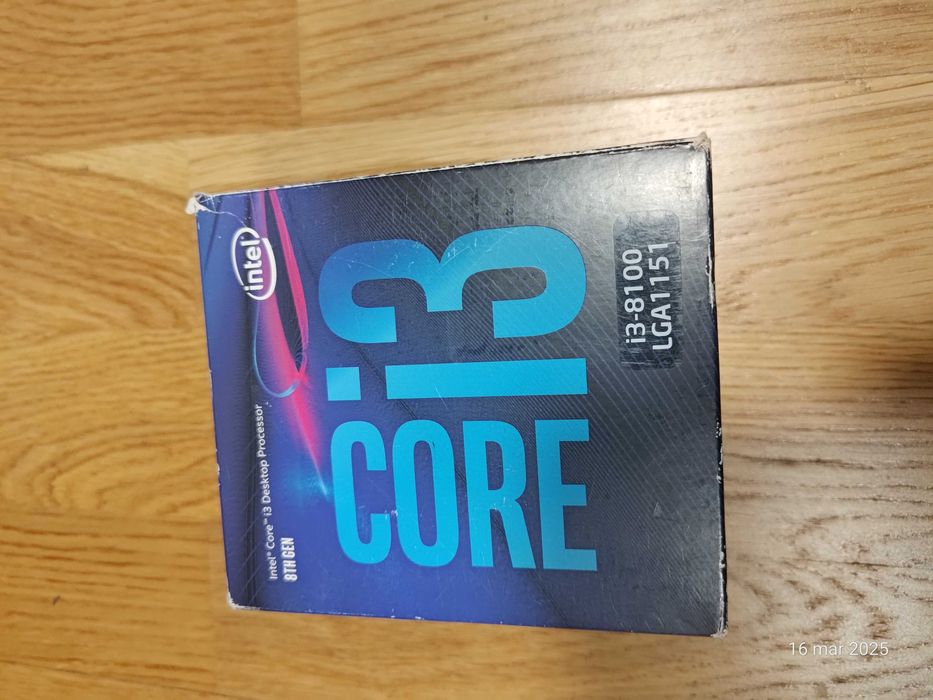 Intel® Core™ i3 Desktop Processor
8TH GEN
intel®
CORE i3
i3-8100
LGA1151
16 mar 2025